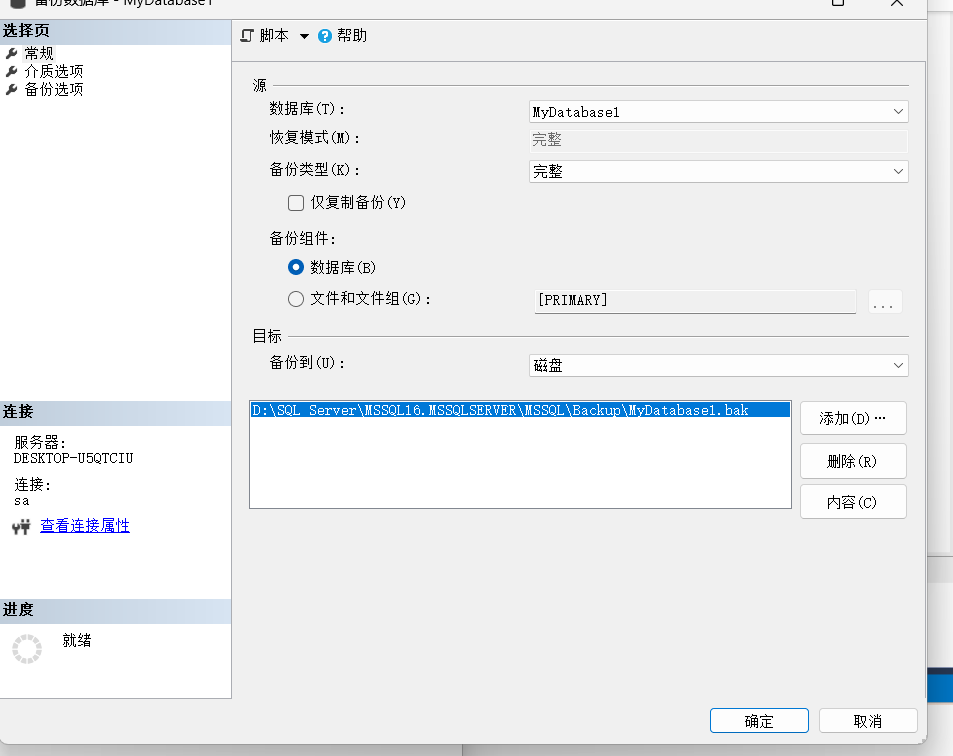 备份数据库 - MyDatabase1
选择页
常规
介质选项
备份选项
脚本
帮助
源
数据库(T):
MyDatabase1
恢复模式(M):
完整
备份类型(K):
完整
仅复制备份(Y)
备份组件:
数据库(B)
文件和文件组(G):
[PRIMARY]
...
目标
备份到(U):
磁盘
D:\SQL Server\MSSQL16.MSSQLSERVER\MSSQL\Backup\MyDatabase1.bak
添加(D)…
删除(R)
内容(C)
连接
服务器:
DESKTOP-U5QTCIU
连接:
sa
查看连接属性
进度
就绪
确定
取消